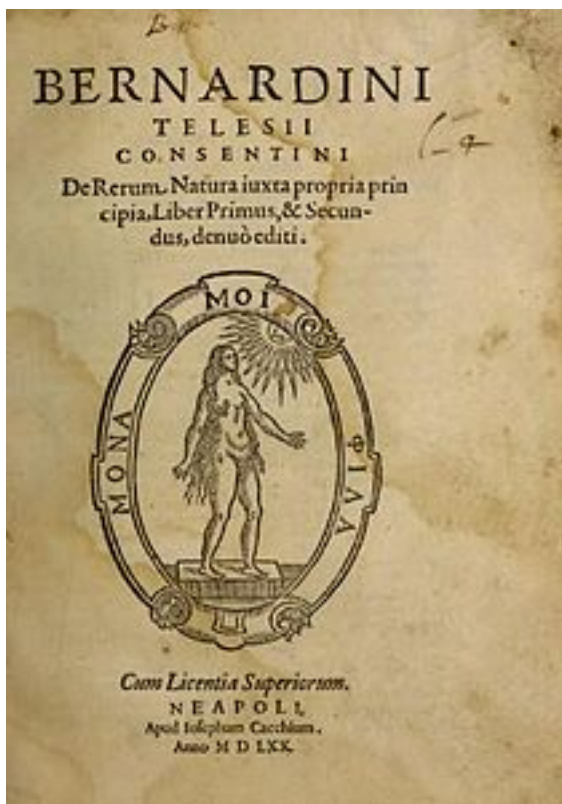 BERNARDINI
TELESII
CONSENTINI
De Rerum Natura iuxta propria prin
cipia, Liber Primus, & Secun-
dus, denuò editi.
MOI
ΜΟΝΑ
ΦΙΛΑ
Cum Licentia Superiorum.
NEAPOLI,
Apud Iosephum Cacchium.
Anno M D LXX.